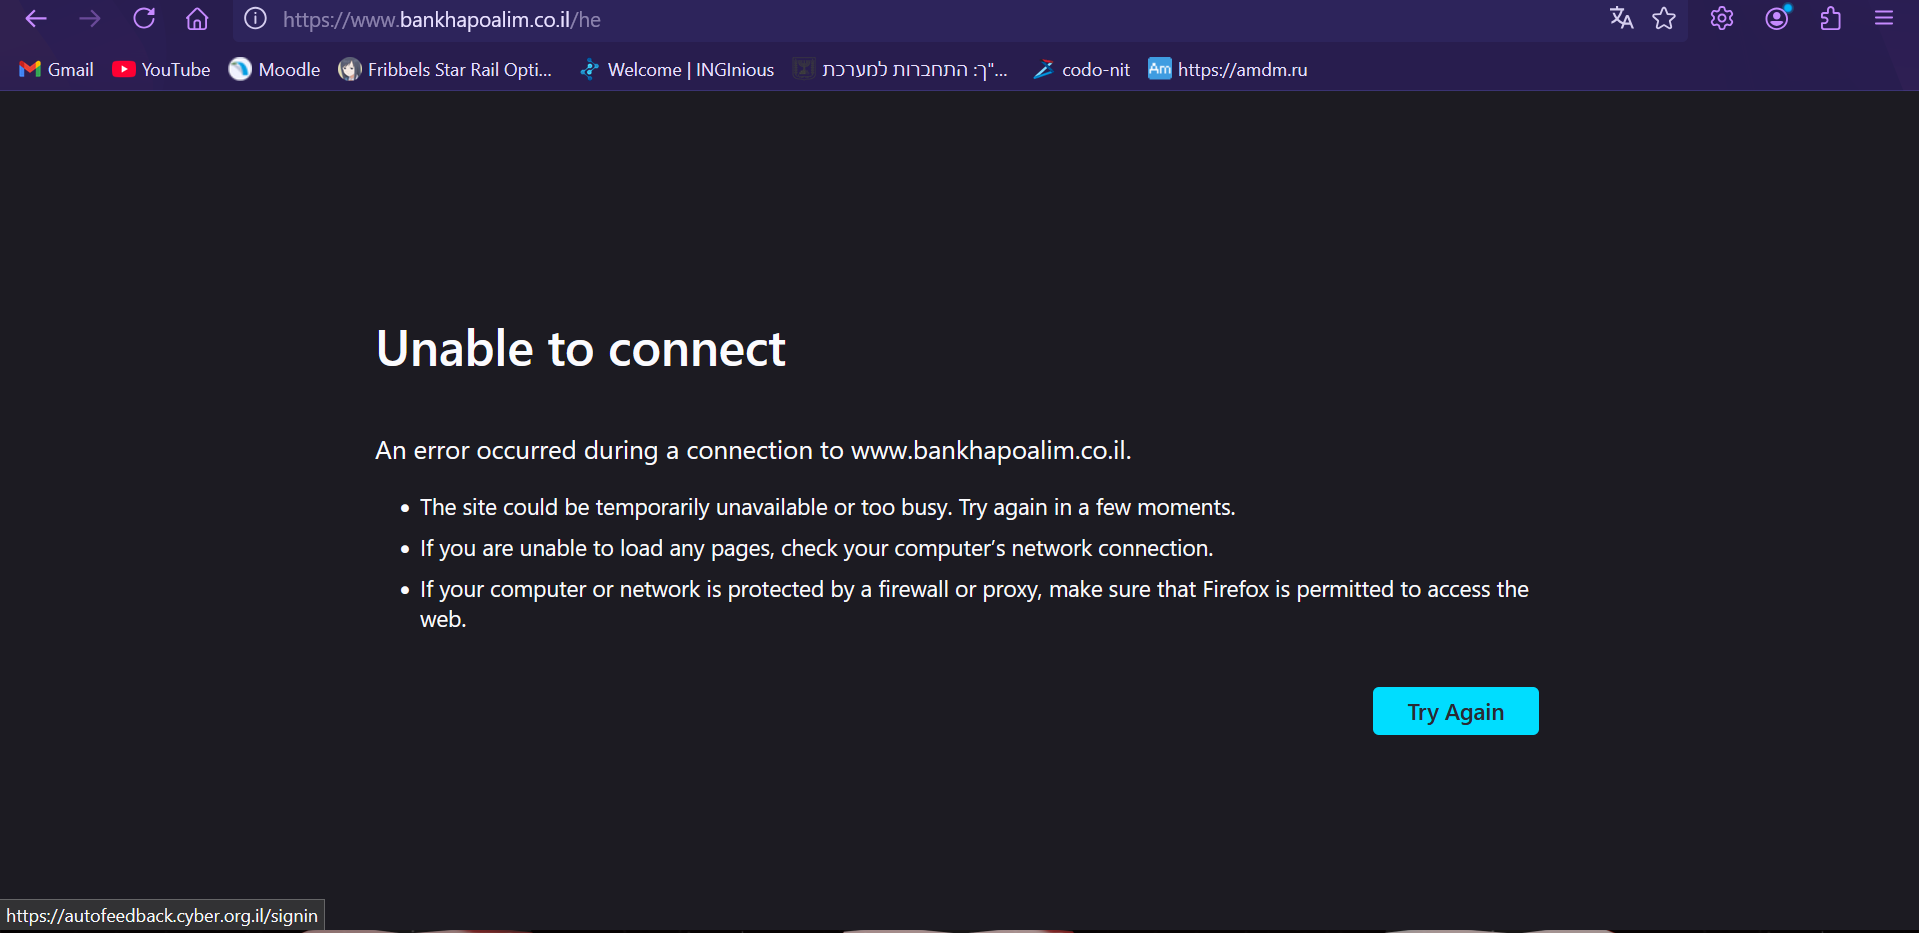 https://www.bankhapoalim.co.il/he
Gmail YouTube Moodle Fribbels Star Rail Opti... Welcome | INGInious ך: התחברות למערכת"... codo-nit Am https://amdm.ru
Unable to connect
An error occurred during a connection to www.bankhapoalim.co.il.
• The site could be temporarily unavailable or too busy. Try again in a few moments.
• If you are unable to load any pages, check your computer’s network connection.
• If your computer or network is protected by a firewall or proxy, make sure that Firefox is permitted to access the
web.
Try Again
https://autofeedback.cyber.org.il/signin